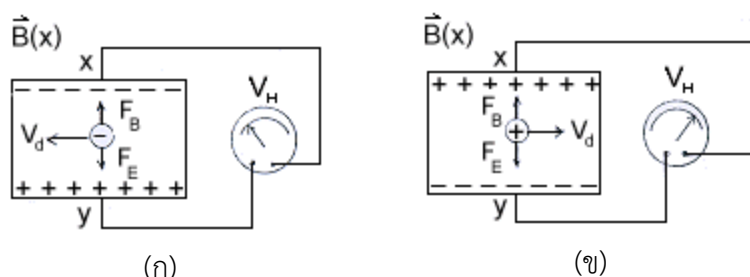 B⃗(x)
x
– – – – – – – – – –
F_B
V_d
–
F_E
+ + + + + + +
y
V_H
(ก)
B⃗(x)
x
+ + + + + + +
F_B
+
V_d
F_E
– – – – – – – –
y
V_H
(ข)